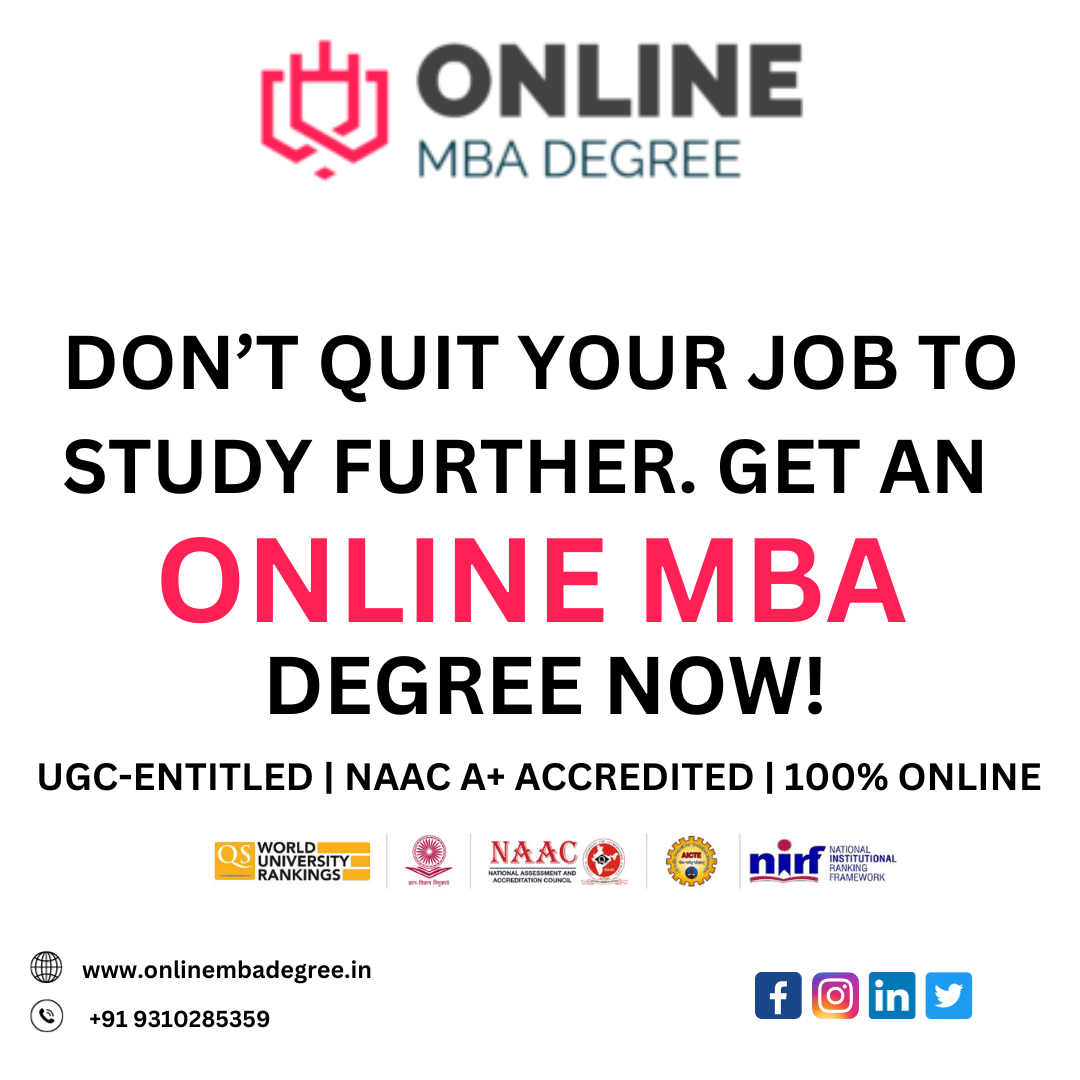 ONLINE
MBA DEGREE
DON’T QUIT YOUR JOB TO
STUDY FURTHER. GET AN
ONLINE MBA
DEGREE NOW!
UGC-ENTITLED | NAAC A+ ACCREDITED | 100% ONLINE
QS WORLD
UNIVERSITY
RANKINGS
ज्ञान-विज्ञान विमुक्तये
NAAC
NATIONAL ASSESSMENT AND
ACCREDITATION COUNCIL
AICTE
nirf
NATIONAL
INSTITUTIONAL
RANKING
FRAMEWORK
www.onlinembadegree.in
+91 9310285359